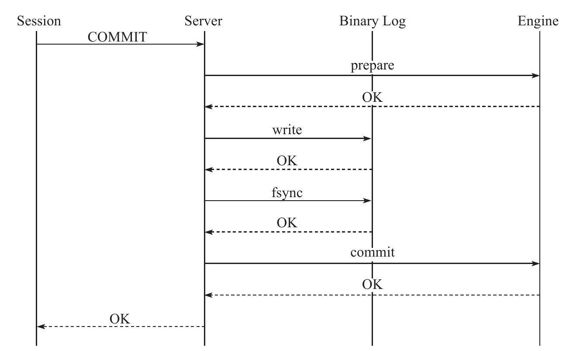 Session Server Binary Log Engine
COMMIT
prepare
OK
write
OK
fsync
OK
commit
OK
OK